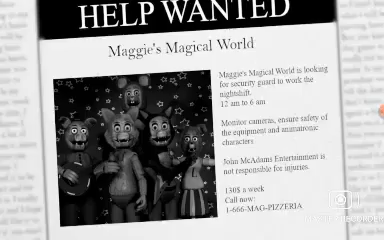 HELP WANTED
Maggie's Magical World
Maggie's Magical World is looking
for security guard to work the
nightshift.
12 am to 6 am
Monitor cameras, ensure safety of
the equipment and animatronic
characters
John McAdams Entertainment is
not responsible for injuries.
130$ a week
Call now:
1-666-MAG-PIZZERIA